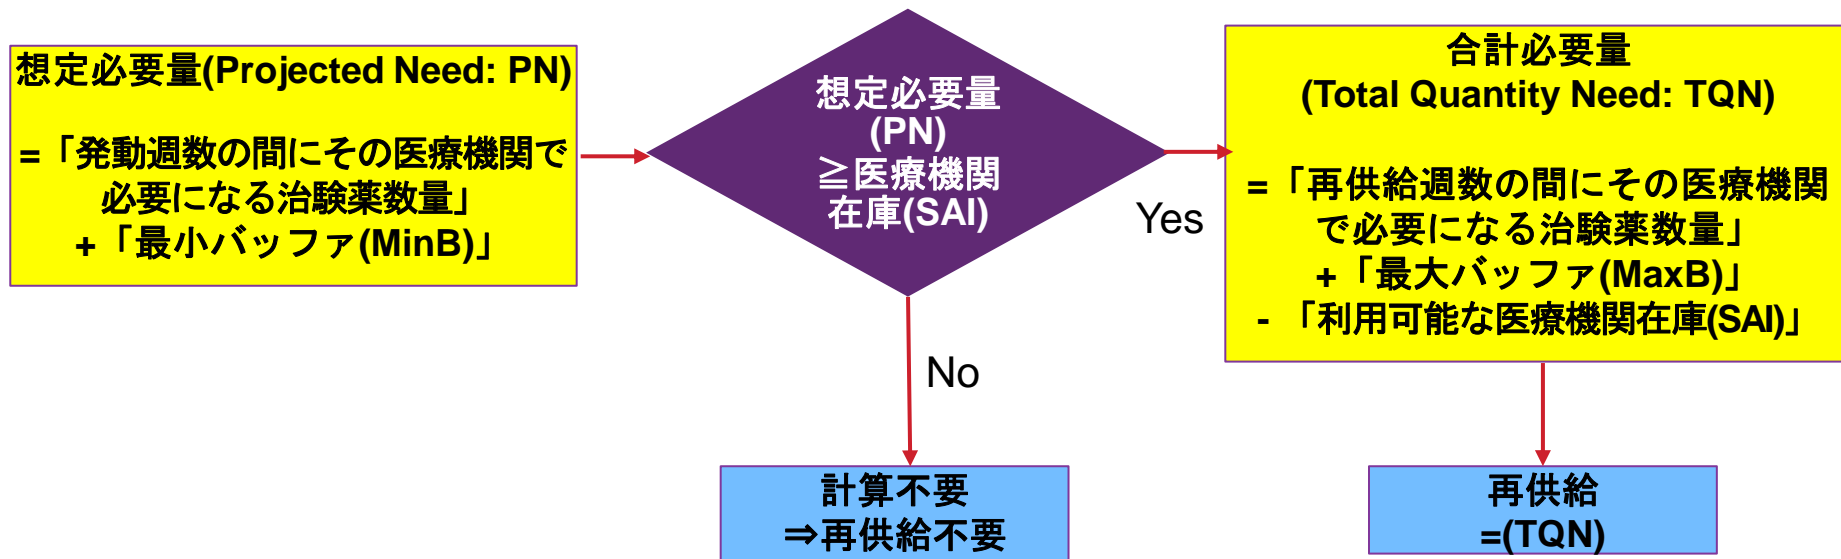 想定必要量(Projected Need: PN)
=「発動週数の間にその医療機関で
必要になる治験薬数量」
+「最小バッファ(MinB)」
想定必要量
(PN)
≧医療機関
在庫(SAI)
Yes
No
合計必要量
(Total Quantity Need: TQN)
=「再供給週数の間にその医療機関
で必要になる治験薬数量」
+「最大バッファ(MaxB)」
- 「利用可能な医療機関在庫(SAI)」
計算不要
⇒再供給不要
再供給
=(TQN)